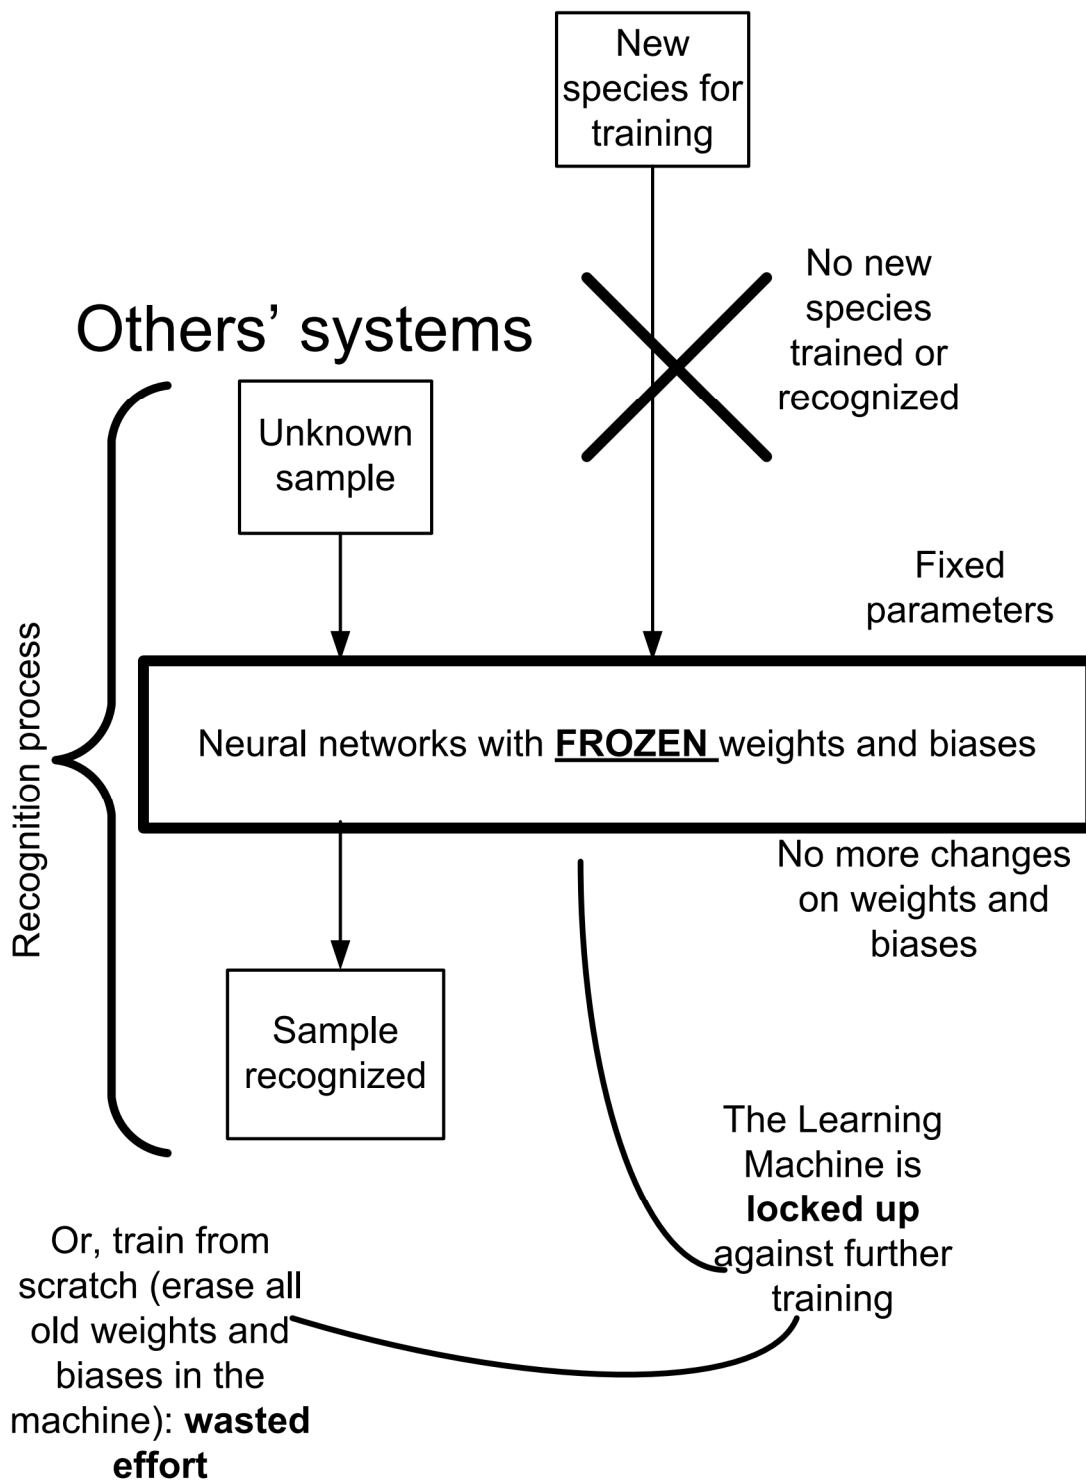 New
species for
training
No new
species
trained or
recognized
Others’ systems
Unknown
sample
Fixed
parameters
Recognition process
Neural networks with FROZEN weights and biases
No more changes
on weights and
biases
Sample
recognized
The Learning
Machine is
locked up
against further
training
Or, train from
scratch (erase all
old weights and
biases in the
machine): wasted
effort